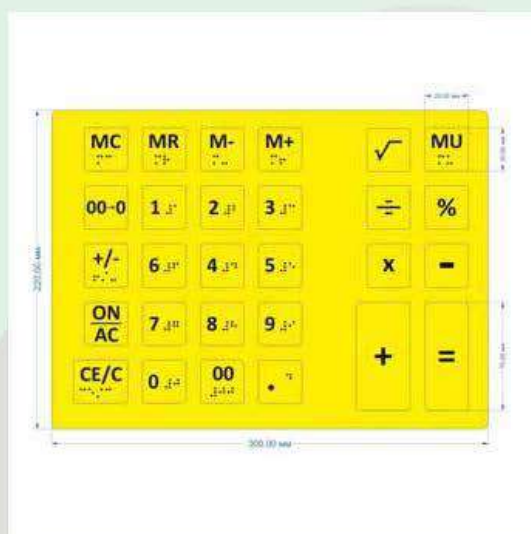 MC MR M- M+ √ MU
00→0 1 2 3 ÷ %
+/- 6 4 5 x -
ON
AC 7 8 9
+ =
CE/C 0 00 .
220.00 мм
300.00 мм